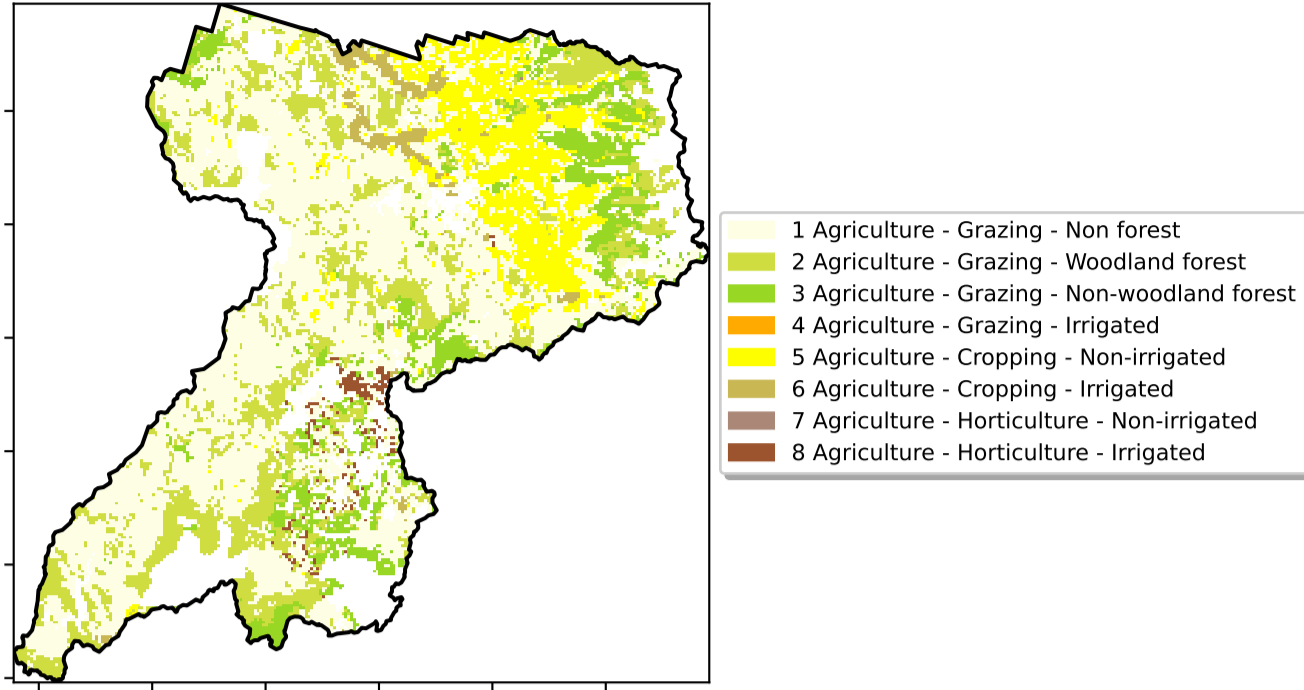 1 Agriculture - Grazing - Non forest
2 Agriculture - Grazing - Woodland forest
3 Agriculture - Grazing - Non-woodland forest
4 Agriculture - Grazing - Irrigated
5 Agriculture - Cropping - Non-irrigated
6 Agriculture - Cropping - Irrigated
7 Agriculture - Horticulture - Non-irrigated
8 Agriculture - Horticulture - Irrigated